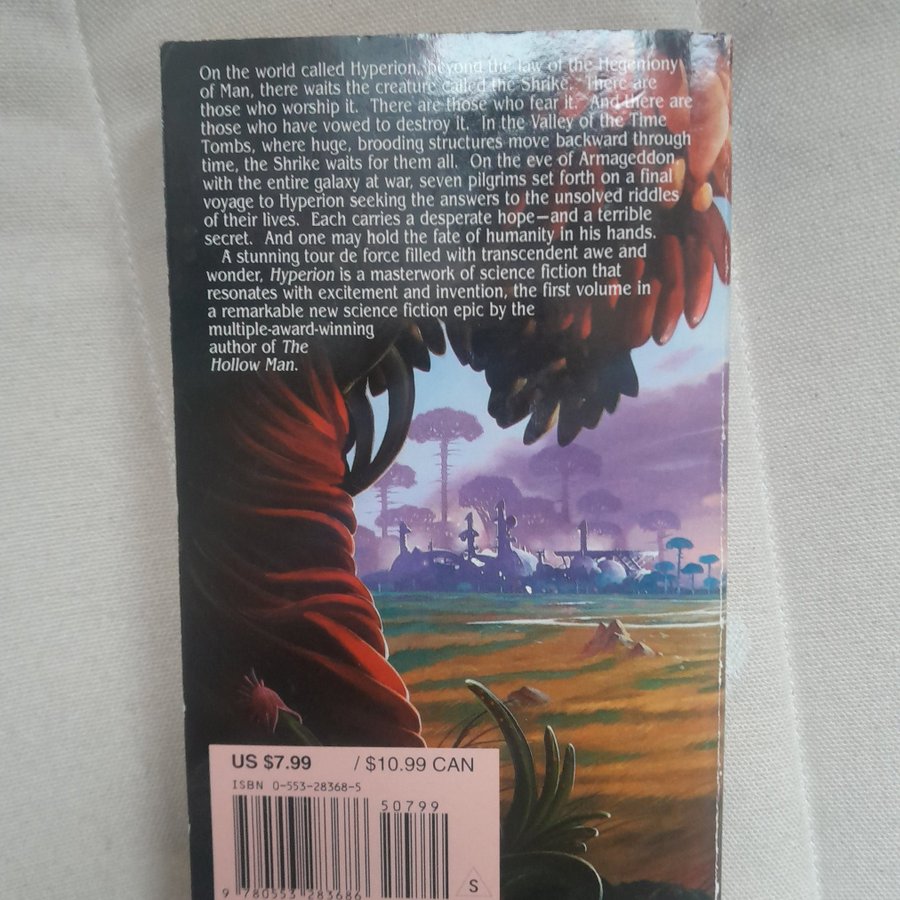 On the world called Hyperion, beyond the law of the Hegemony
of Man, there waits the creature called the Shrike. There are
those who worship it. There are those who fear it. And there are
those who have vowed to destroy it. In the Valley of the Time
Tombs, where huge, brooding structures move backward through
time, the Shrike waits for them all. On the eve of Armageddon,
with the entire galaxy at war, seven pilgrims set forth on a final
voyage to Hyperion seeking the answers to the unsolved riddles
of their lives. Each carries a desperate hope—and a terrible
secret. And one may hold the fate of humanity in his hands.
A stunning tour de force filled with transcendent awe and
wonder, Hyperion is a masterwork of science fiction that
resonates with excitement and invention, the first volume in
a remarkable new science fiction epic by the
multiple-award-winning
author of The
Hollow Man.
US $7.99 / $10.99 CAN
ISBN 0-553-28368-5
50799
9 780553 283686
S